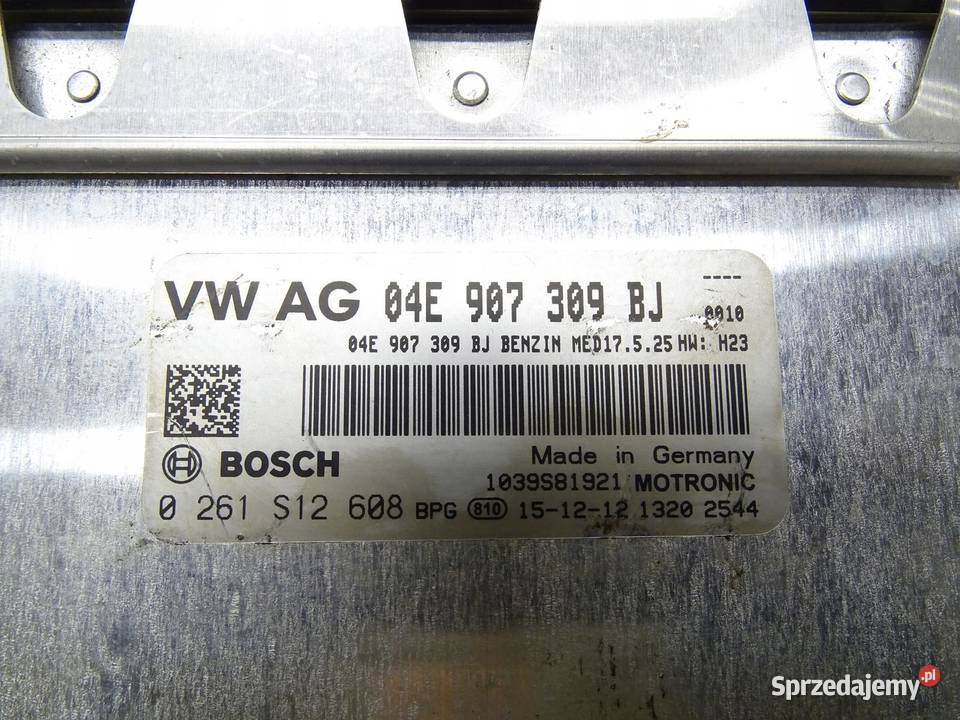 ----
VW AG 04E 907 309 BJ 0010
04E 907 309 BJ BENZIN MED17.5.25 HW: H23
BOSCH
Made in Germany
1039S81921 MOTRONIC
0 261 S12 608 BPG 810 15-12-12 1320 2544
Sprzedajemy.pl